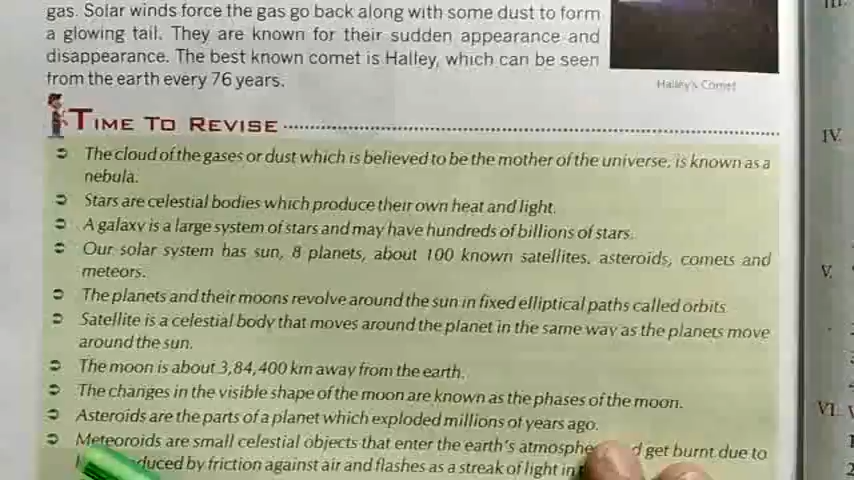 gas. Solar winds force the gas go back along with some dust to form
a glowing tail. They are known for their sudden appearance and
disappearance. The best known comet is Halley, which can be seen
from the earth every 76 years.
Halley's Comet
TIME TO REVISE
The cloud of the gases or dust which is believed to be the mother of the universe, is known as a
nebula.
Stars are celestial bodies which produce their own heat and light.
A galaxy is a large system of stars and may have hundreds of billions of stars.
Our solar system has sun, 8 planets, about 100 known satellites, asteroids, comets and
meteors.
The planets and their moons revolve around the sun in fixed elliptical paths called orbits.
Satellite is a celestial body that moves around the planet in the same way as the planets move
around the sun.
The moon is about 3,84,400 km away from the earth.
The changes in the visible shape of the moon are known as the phases of the moon.
Asteroids are the parts of a planet which exploded millions of years ago.
Meteoroids are small celestial objects that enter the earth's get burnt due to
by friction against air and flashes as a streak of light in
III.
IV.
V.
VI.
1
2